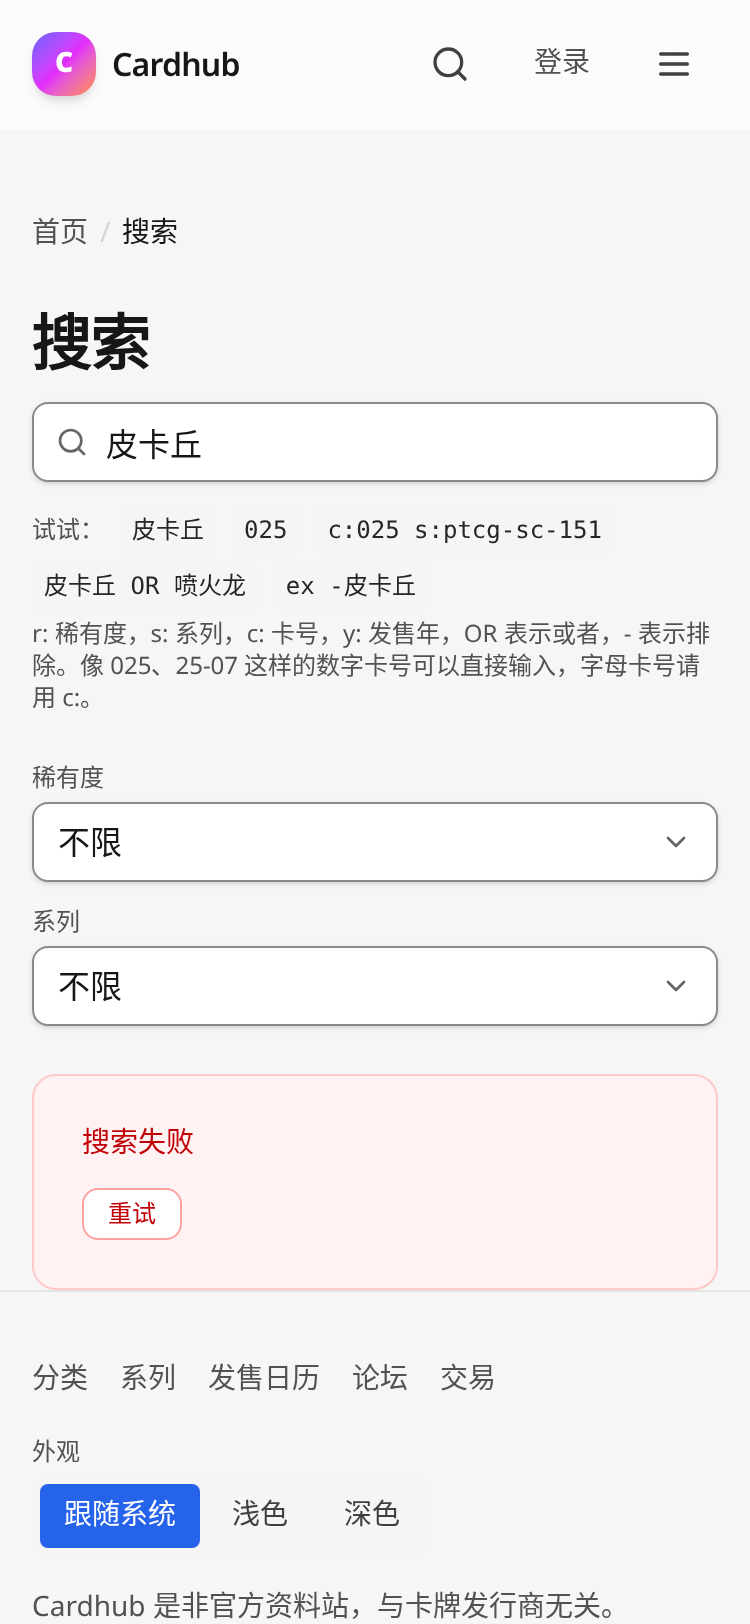 C Cardhub 登录
首页 / 搜索
搜索
皮卡丘
试试： 皮卡丘 025 c:025 s:ptcg-sc-151
皮卡丘 OR 喷火龙 ex -皮卡丘
r: 稀有度，s: 系列，c: 卡号，y: 发售年，OR 表示或者，- 表示排
除。像 025、25-07 这样的数字卡号可以直接输入，字母卡号请
用 c:。
稀有度
不限
系列
不限
搜索失败
重试
分类 系列 发售日历 论坛 交易
外观
跟随系统 浅色 深色
Cardhub 是非官方资料站，与卡牌发行商无关。